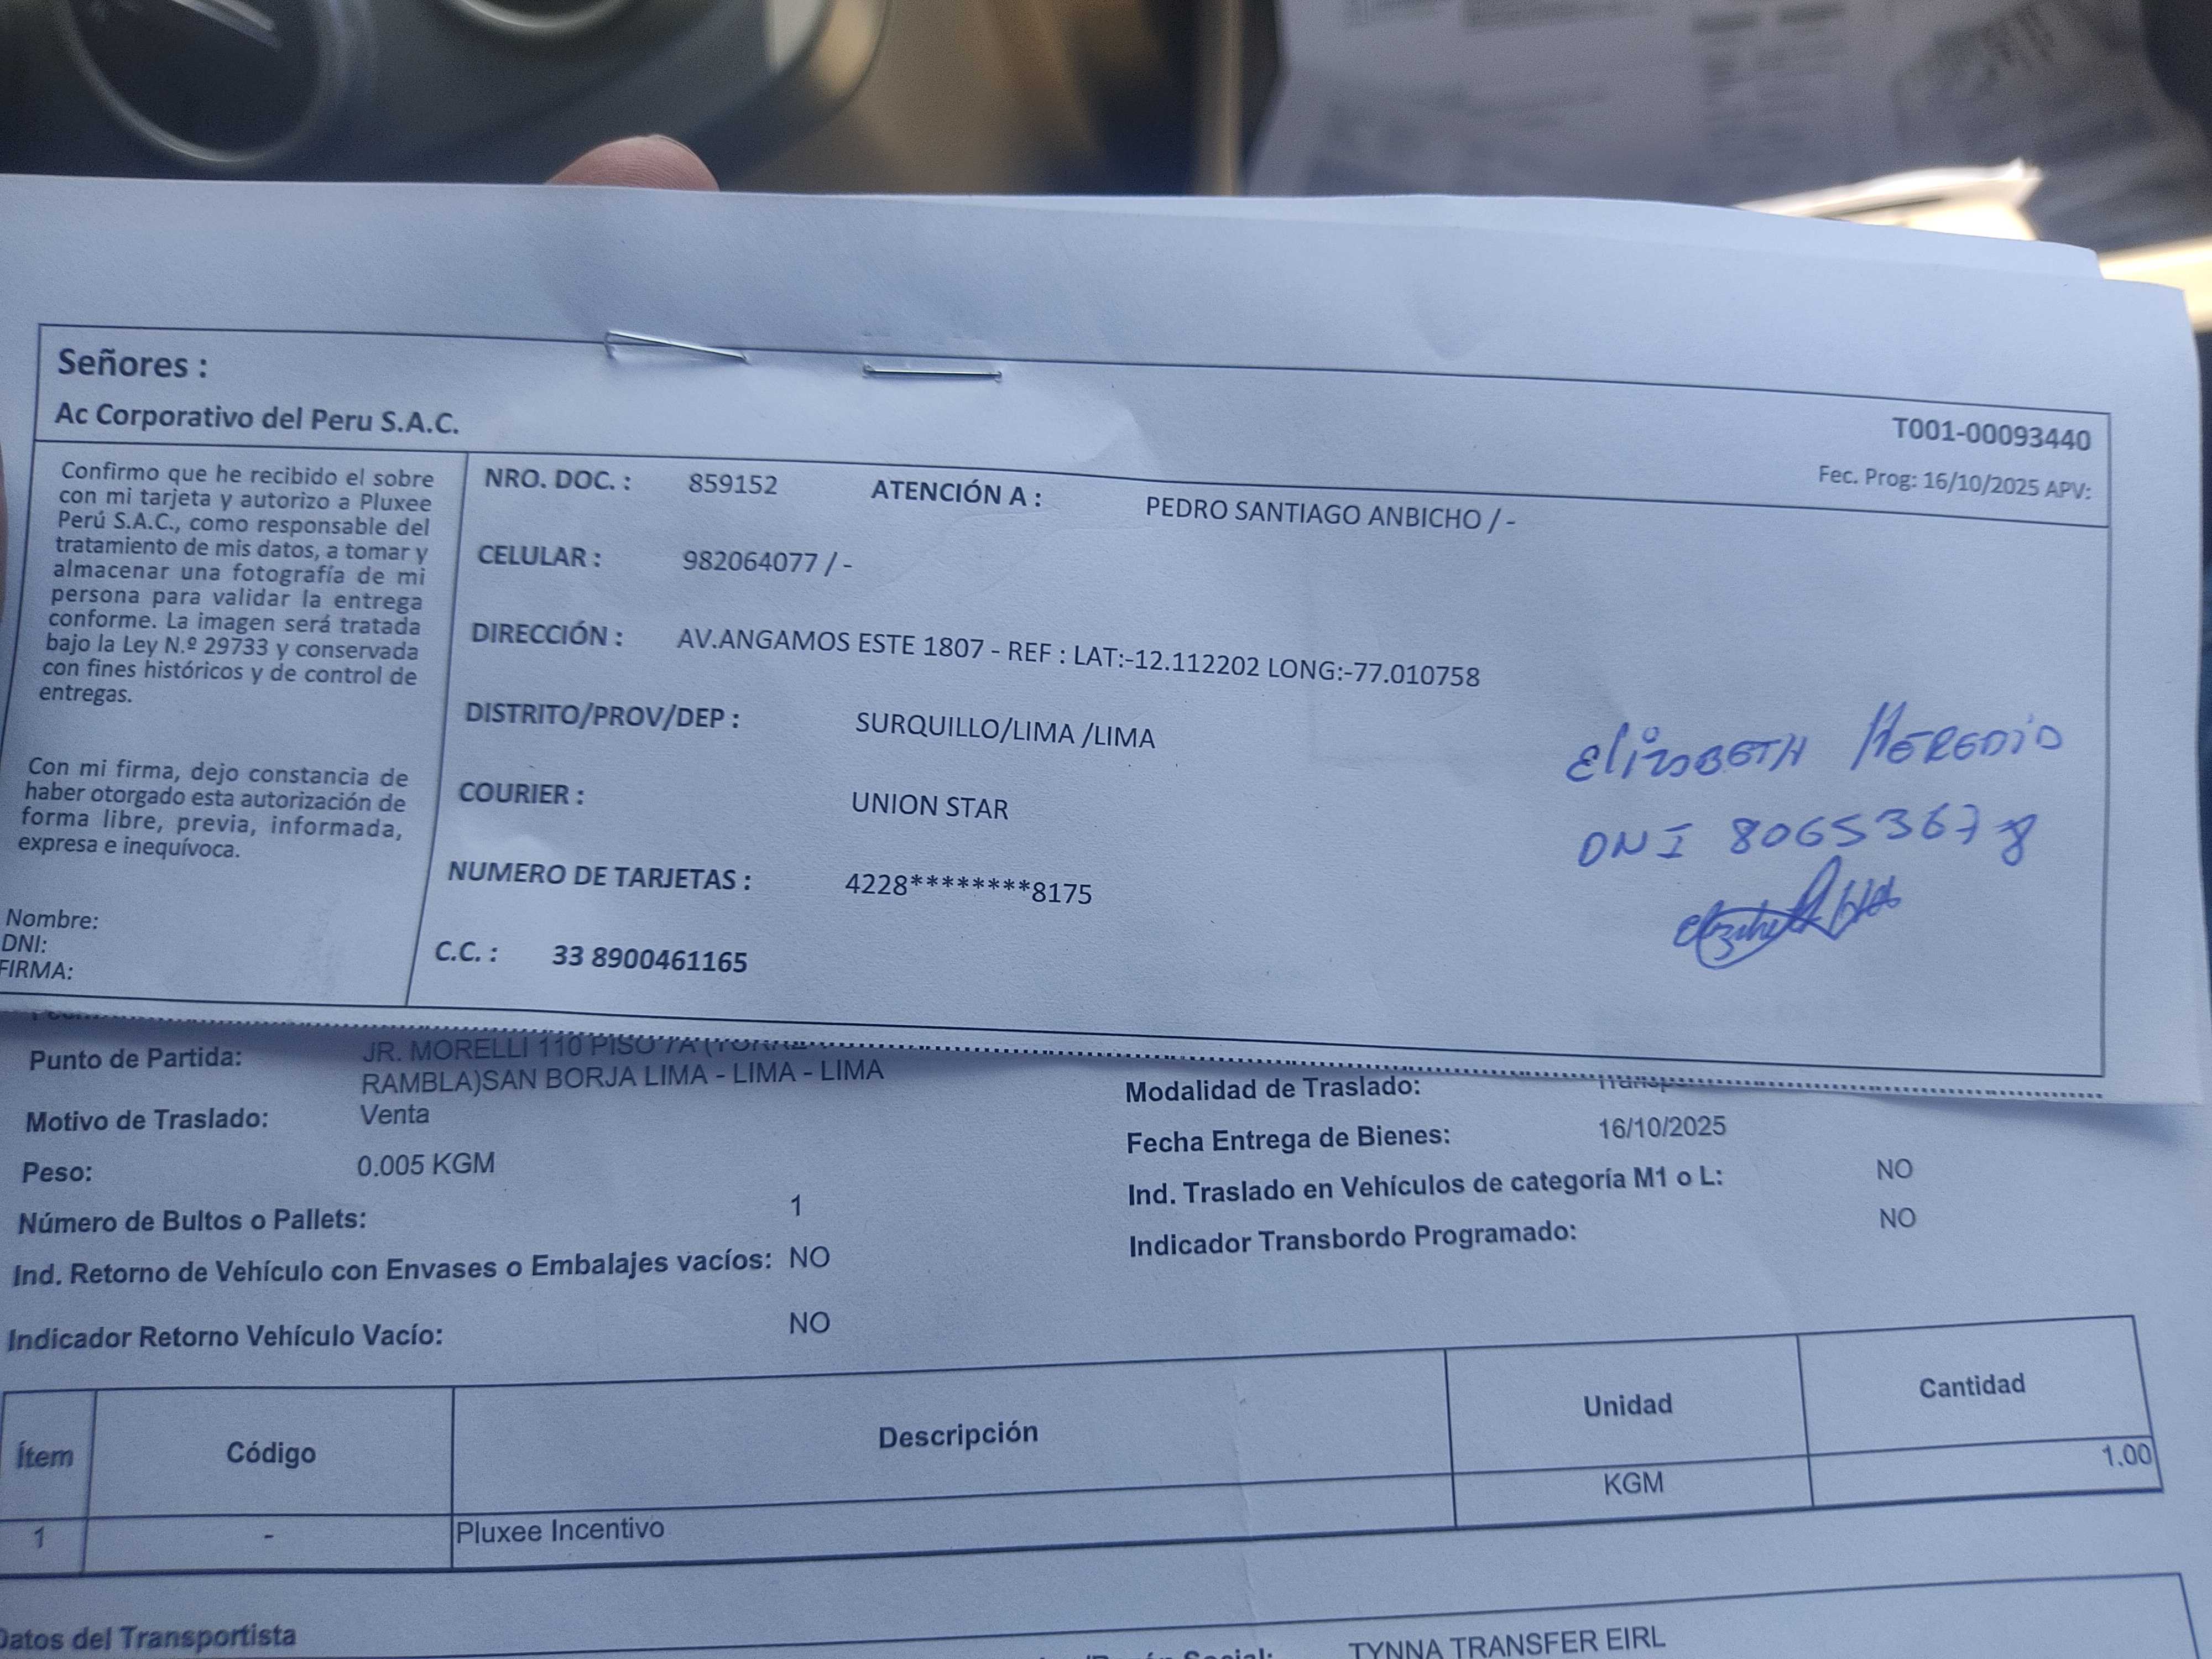 Señores :
Ac Corporativo del Peru S.A.C.
T001-00093440
Fec. Prog: 16/10/2025 APV:
Confirmo que he recibido el sobre
con mi tarjeta y autorizo a Pluxee
Perú S.A.C., como responsable del
tratamiento de mis datos, a tomar y
almacenar una fotografía de mi
persona para validar la entrega
conforme. La imagen será tratada
bajo la Ley N.º 29733 y conservada
con fines históricos y de control de
entregas.
Con mi firma, dejo constancia de
haber otorgado esta autorización de
forma libre, previa, informada,
expresa e inequívoca.
Nombre:
DNI:
FIRMA:
NRO. DOC. : 859152 ATENCIÓN A : PEDRO SANTIAGO ANBICHO / -
CELULAR : 982064077 / -
DIRECCIÓN : AV.ANGAMOS ESTE 1807 - REF : LAT:-12.112202 LONG:-77.010758
DISTRITO/PROV/DEP : SURQUILLO/LIMA /LIMA
COURIER : UNION STAR
NUMERO DE TARJETAS : 4228********8175
C.C. : 33 8900461165
DNI 80653678
Punto de Partida: JR. MORELLI 110 PISO 7A (TORRE
RAMBLA)SAN BORJA LIMA - LIMA - LIMA
Motivo de Traslado: Venta
Peso: 0.005 KGM
Número de Bultos o Pallets: 1
Ind. Retorno de Vehículo con Envases o Embalajes vacíos: NO
Indicador Retorno Vehículo Vacío: NO
Modalidad de Traslado:
Fecha Entrega de Bienes: 16/10/2025
Ind. Traslado en Vehículos de categoría M1 o L: NO
Indicador Transbordo Programado: NO
Ítem Código Descripción Unidad Cantidad
1 - Pluxee Incentivo KGM 1.00
Datos del Transportista
Social: TYNNA TRANSFER EIRL